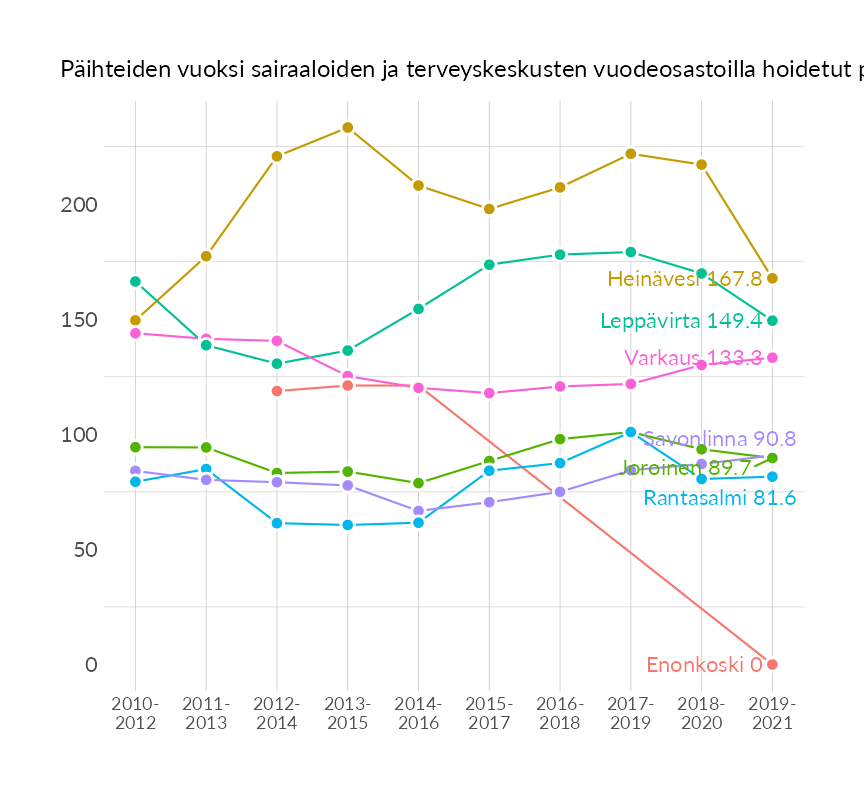 Päihteiden vuoksi sairaaloiden ja terveyskeskusten vuodeosastoilla hoidetut
200
150
100
50
0
Heinävesi 167.8
Leppävirta 149.4
Varkaus 133.3
Savonlinna 90.8
Joroinen 89.7
Rantasalmi 81.6
Enonkoski 0
2010- 2011- 2012- 2013- 2014- 2015- 2016- 2017- 2018- 2019-
2012 2013 2014 2015 2016 2017 2018 2019 2020 2021